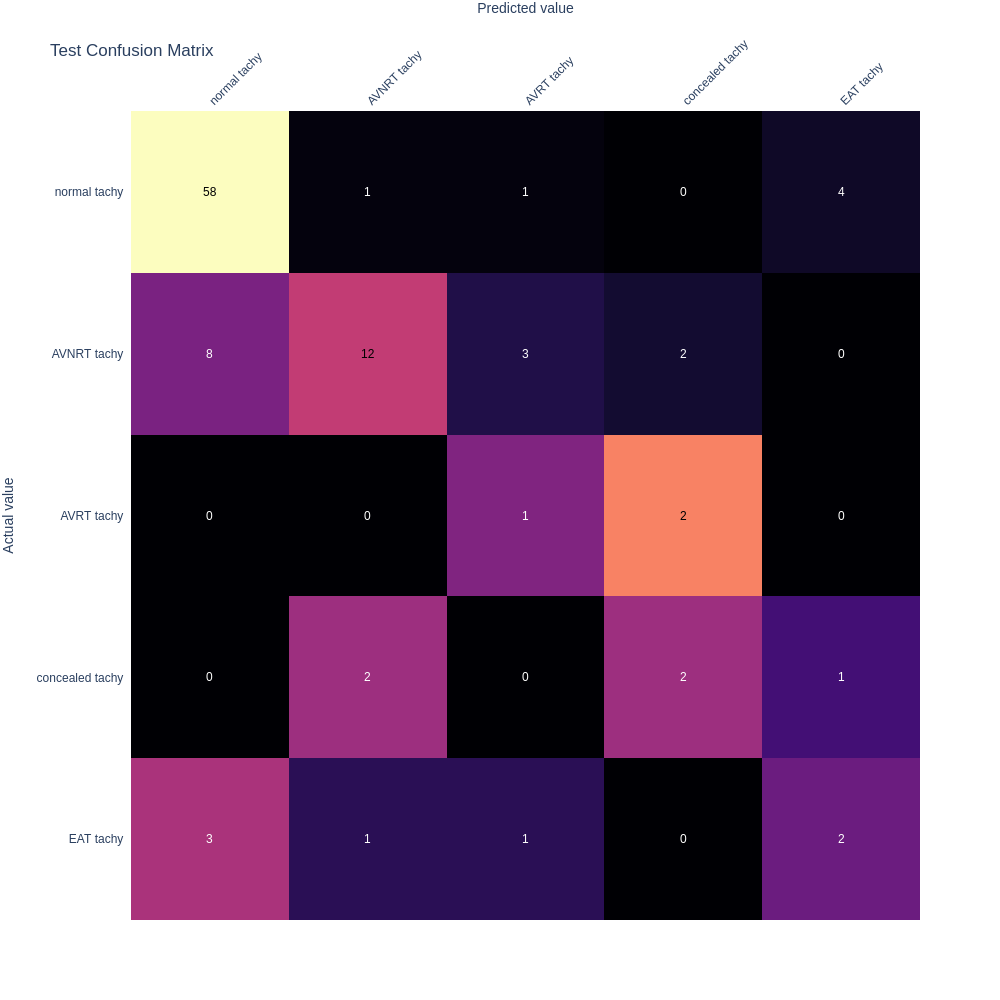 Predicted value
Test Confusion Matrix
normal tachy
AVNRT tachy
AVRT tachy
concealed tachy
EAT tachy
normal tachy 58 1 1 0 4
AVNRT tachy 8 12 3 2 0
Actual value
AVRT tachy 0 0 1 2 0
concealed tachy 0 2 0 2 1
EAT tachy 3 1 1 0 2